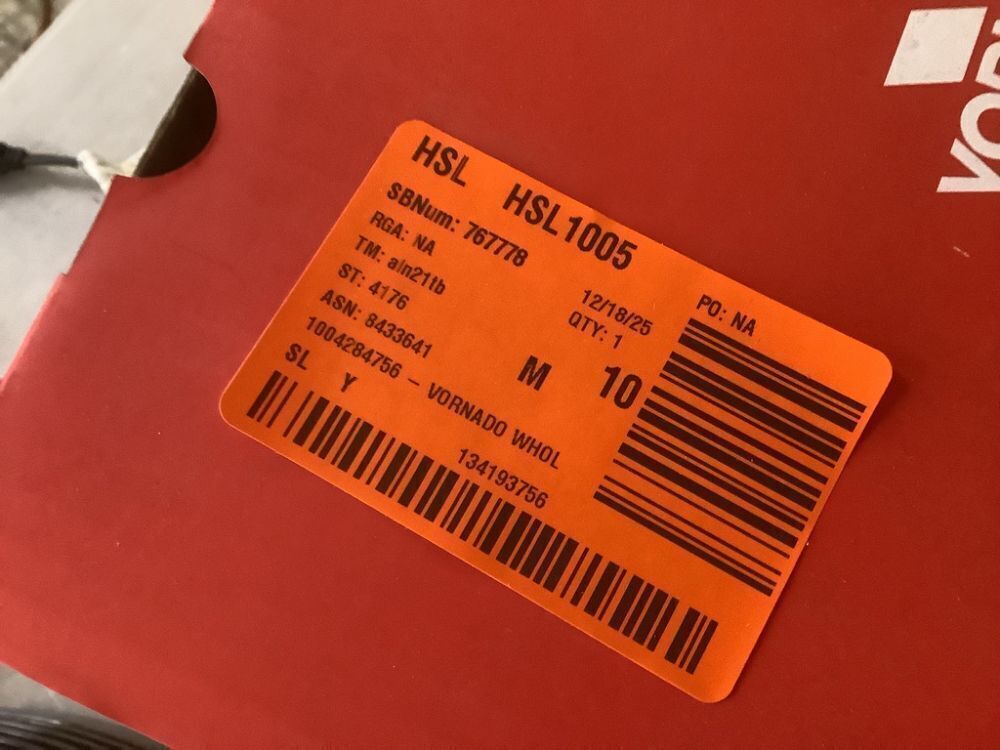 HSL HSL1005
SBNum: 767778
RGA: NA
TM: aln21tb
ST: 4176
ASN: 8433641
1004284756 – VORNADO WHOL
SL Y
12/18/25
QTY: 1
M 10
PO: NA
134193756